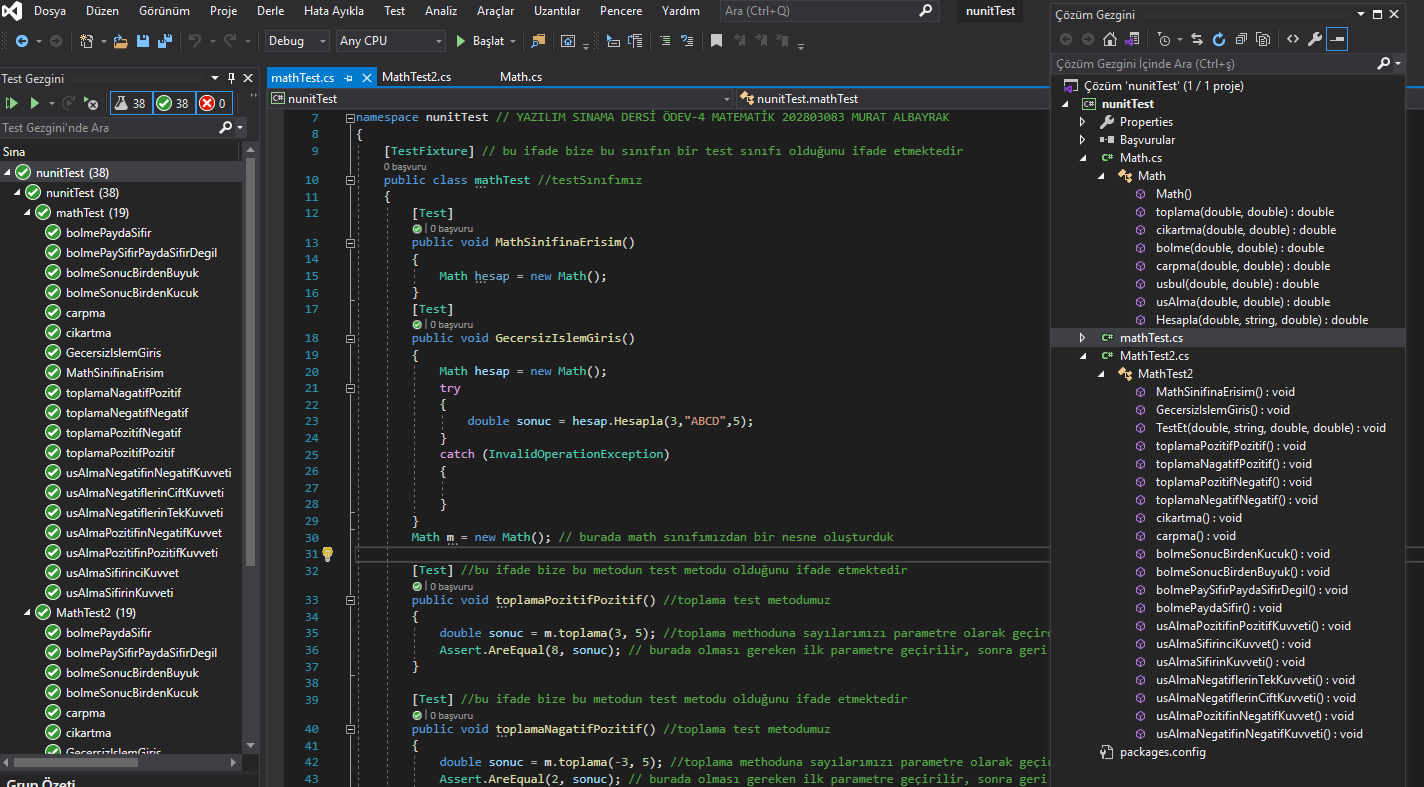 Dosya Düzen Görünüm Proje Derle Hata Ayıkla Test Analiz Araçlar Uzantılar Pencere Yardım Ara (Ctrl+Q) nunitTest
Debug Any CPU Başlat
Test Gezgini
38 38 0
Test Gezgini'nde Ara
Sına
nunitTest (38)
nunitTest (38)
mathTest (19)
bolmePaydaSifir
bolmePaySifirPaydaSifirDegil
bolmeSonucBirdenBuyuk
bolmeSonucBirdenKucuk
carpma
cikartma
GecersizIslemGiris
MathSinifinaErisim
toplamaNagatifPozitif
toplamaNegatifNegatif
toplamaPozitifNegatif
toplamaPozitifPozitif
usAlmaNegatifinNegatifKuvveti
usAlmaNegatiflerinCiftKuvveti
usAlmaNegatiflerinTekKuvveti
usAlmaPozitifinNegatifKuvvet
usAlmaPozitifinPozitifKuvveti
usAlmaSifirinciKuvvet
usAlmaSifirinKuvveti
MathTest2 (19)
bolmePaydaSifir
bolmePaySifirPaydaSifirDegil
bolmeSonucBirdenBuyuk
bolmeSonucBirdenKucuk
carpma
cikartma
GecersizIslemGiris
Grup Özeti
mathTest.cs MathTest2.cs Math.cs
nunitTest nunitTest.mathTest
7 namespace nunitTest // YAZILIM SINAMA DERSİ ÖDEV-4 MATEMATİK 202803083 MURAT ALBAYRAK
8 {
9 [TestFixture] // bu ifade bize bu sınıfın bir test sınıfı olduğunu ifade etmektedir
0 başvuru
10 public class mathTest //testSınıfımız
11 {
12 [Test]
| 0 başvuru
13 public void MathSinifinaErisim()
14 {
15 Math hesap = new Math();
16 }
17 [Test]
| 0 başvuru
18 public void GecersizIslemGiris()
19 {
20 Math hesap = new Math();
21 try
22 {
23 double sonuc = hesap.Hesapla(3,"ABCD",5);
24 }
25 catch (InvalidOperationException)
26 {
27
28 }
29 }
30 Math m = new Math(); // burada math sınıfımızdan bir nesne oluşturduk
31
32 [Test] //bu ifade bize bu metodun test metodu olduğunu ifade etmektedir
| 0 başvuru
33 public void toplamaPozitifPozitif() //toplama test metodumuz
34 {
35 double sonuc = m.toplama(3, 5); //toplama methoduna sayılarımızı parametre olarak geçird
36 Assert.AreEqual(8, sonuc); // burada olması gereken ilk parametre geçirilir, sonra geri
37 }
38
39 [Test] //bu ifade bize bu metodun test metodu olduğunu ifade etmektedir
| 0 başvuru
40 public void toplamaNagatifPozitif() //toplama test metodumuz
41 {
42 double sonuc = m.toplama(-3, 5); //toplama methoduna sayılarımızı parametre olarak geçir
43 Assert.AreEqual(2, sonuc); // burada olması gereken ilk parametre geçirilir, sonra geri
Çözüm Gezgini
Çözüm Gezgini İçinde Ara (Ctrl+ş)
Çözüm 'nunitTest' (1 / 1 proje)
nunitTest
Properties
Başvurular
Math.cs
Math
Math()
toplama(double, double) : double
cikartma(double, double) : double
bolme(double, double) : double
carpma(double, double) : double
usbul(double, double) : double
usAlma(double, double) : double
Hesapla(double, string, double) : double
mathTest.cs
MathTest2.cs
MathTest2
MathSinifinaErisim() : void
GecersizIslemGiris() : void
TestEt(double, string, double, double) : void
toplamaPozitifPozitif() : void
toplamaNagatifPozitif() : void
toplamaPozitifNegatif() : void
toplamaNegatifNegatif() : void
cikartma() : void
carpma() : void
bolmeSonucBirdenKucuk() : void
bolmeSonucBirdenBuyuk() : void
bolmePaySifirPaydaSifirDegil() : void
bolmePaydaSifir() : void
usAlmaPozitifinPozitifKuvveti() : void
usAlmaSifirinciKuvvet() : void
usAlmaSifirinKuvveti() : void
usAlmaNegatiflerinTekKuvveti() : void
usAlmaNegatiflerinCiftKuvveti() : void
usAlmaPozitifinNegatifKuvvet() : void
usAlmaNegatifinNegatifKuvveti() : void
packages.config